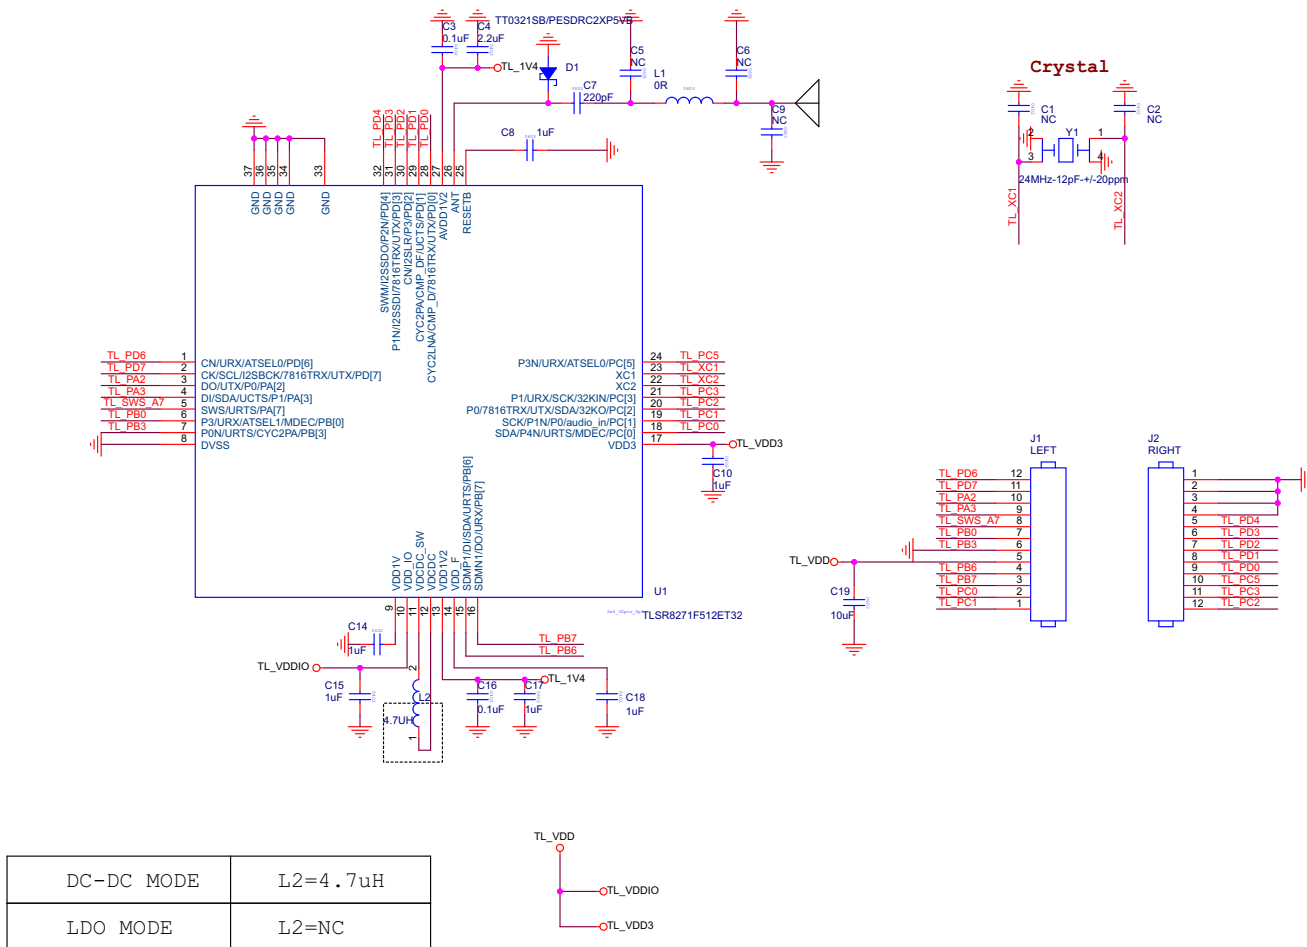 TT0321SB/PESDRC2XP5VB
C3
0.1uF
C4
2.2uF
TL_1V4
D1
C7
220pF
C5
NC
L1
0R
C6
NC
C9
NC
C8
1uF
TL_PD4
TL_PD3
TL_PD2
TL_PD1
TL_PD0
37
36
35
34
33
32
31
30
29
28
27
26
25
GND
GND
GND
GND
GND
SWM/I2SSDO/P2N/PD[4]
P1N/I2SSDI/7816TRX/UTX/PD[3]
CN/I2SLR/P3/PD[2]
CYC2PA/CMP_DF/UCTS/PD[1]
CYC2LNA/CMP_D/7816TRX/UTX/PD[0]
AVDD1V2
ANT
RESETB
Crystal
C1
NC
C2
NC
Y1
2
3
1
4
24MHz-12pF-+/-20ppm
TL_XC1
TL_XC2
TL_PD6 1 CN/URX/ATSEL0/PD[6]
TL_PD7 2 CK/SCL/I2SBCK/7816TRX/UTX/PD[7]
TL_PA2 3 DO/UTX/P0/PA[2]
TL_PA3 4 DI/SDA/UCTS/P1/PA[3]
TL_SWS_A7 5 SWS/URTS/PA[7]
TL_PB0 6 P3/URX/ATSEL1/MDEC/PB[0]
TL_PB3 7 P0N/URTS/CYC2PA/PB[3]
8 DVSS
P3N/URX/ATSEL0/PC[5] 24 TL_PC5
XC1 23 TL_XC1
XC2 22 TL_XC2
P1/URX/SCK/32KIN/PC[3] 21 TL_PC3
P0/7816TRX/UTX/SDA/32KO/PC[2] 20 TL_PC2
SCK/P1N/P0/audio_in/PC[1] 19 TL_PC1
SDA/P4N/URTS/MDEC/PC[0] 18 TL_PC0
VDD3 17 TL_VDD3
C10
1uF
VDD1V
VDD_IO
VDCDC_SW
VDCDC
VDD1V2
VDD_F
SDMP1/DI/SDA/URTS/PB[6]
SDMN1/DO/URX/PB[7]
9
10
11
12
13
14
15
16
U1
TLSR8271F512ET32
C14
1uF
TL_PB7
TL_PB6
TL_VDDIO
C15
1uF
2
L2
4.7UH
1
C16
0.1uF
C17
1uF
TL_1V4
C18
1uF
J1
LEFT
TL_PD6 12
TL_PD7 11
TL_PA2 10
TL_PA3 9
TL_SWS_A7 8
TL_PB0 7
TL_PB3 6
5
TL_PB6 4
TL_PB7 3
TL_PC0 2
TL_PC1 1
TL_VDD
C19
10uF
J2
RIGHT
1
2
3
4
5 TL_PD4
6 TL_PD3
7 TL_PD2
8 TL_PD1
9 TL_PD0
10 TL_PC5
11 TL_PC3
12 TL_PC2
TL_VDD
TL_VDDIO
TL_VDD3
DC-DC MODE L2=4.7uH
LDO MODE L2=NC